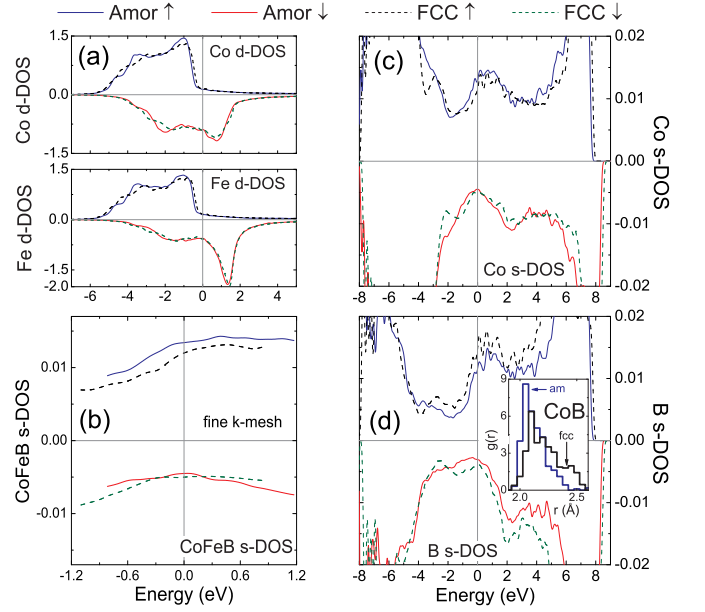 Amor ↑ Amor ↓ FCC ↑ FCC ↓
(a) Co d-DOS
Co d-DOS
1.5
0.0
1.5
Fe d-DOS
Fe d-DOS
1.5
0.0
-1.5
-2.0
-6 -4 -2 0 2 4
(c)
0.02
0.01
0.00
-0.01
-0.02
Co s-DOS
Co s-DOS
-8 -6 -4 -2 0 2 4 6 8
(b)
CoFeB s-DOS
0.01
0.00
-0.01
fine k-mesh
CoFeB s-DOS
-1.2 -0.6 0.0 0.6 1.2
Energy (eV)
(d)
0.02
0.01
0.00
-0.01
-0.02
B s-DOS
g(r)
9
6
3
0
am
CoB
fcc
2.0 2.5
r (Å)
B s-DOS
-8 -6 -4 -2 0 2 4 6 8
Energy (eV)